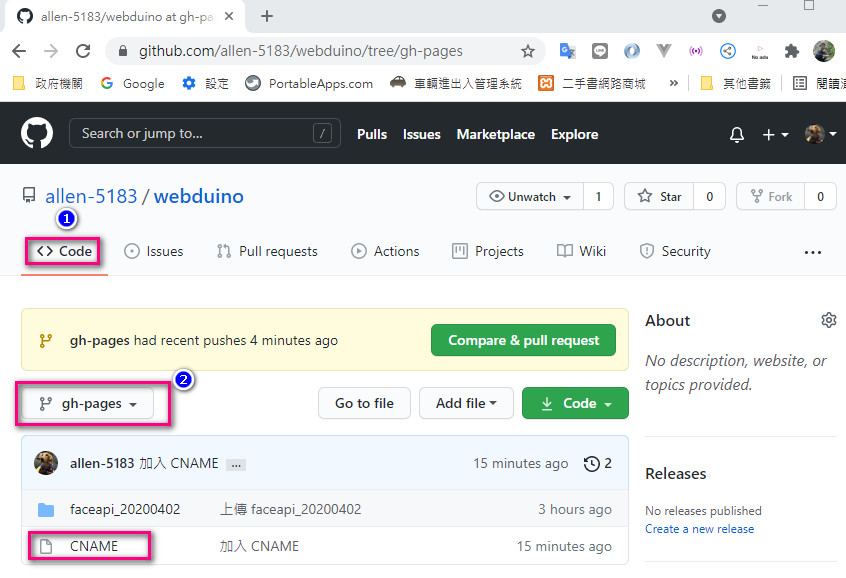 allen-5183/webduino at gh-pa
github.com/allen-5183/webduino/tree/gh-pages
政府機關 Google 設定 PortableApps.com 車輛進出入管理系統 二手書網路商城 » 其他書籤 閱讀
Search or jump to... / Pulls Issues Marketplace Explore
allen-5183 / webduino Unwatch 1 Star 0 Fork 0
1
Code Issues Pull requests Actions Projects Wiki Security ...
gh-pages had recent pushes 4 minutes ago Compare & pull request
2
gh-pages Go to file Add file Code
allen-5183 加入 CNAME ... 15 minutes ago 2
faceapi_20200402 上傳 faceapi_20200402 3 hours ago
CNAME 加入 CNAME 15 minutes ago
About
No description, website, or
topics provided.
Releases
No releases published
Create a new release